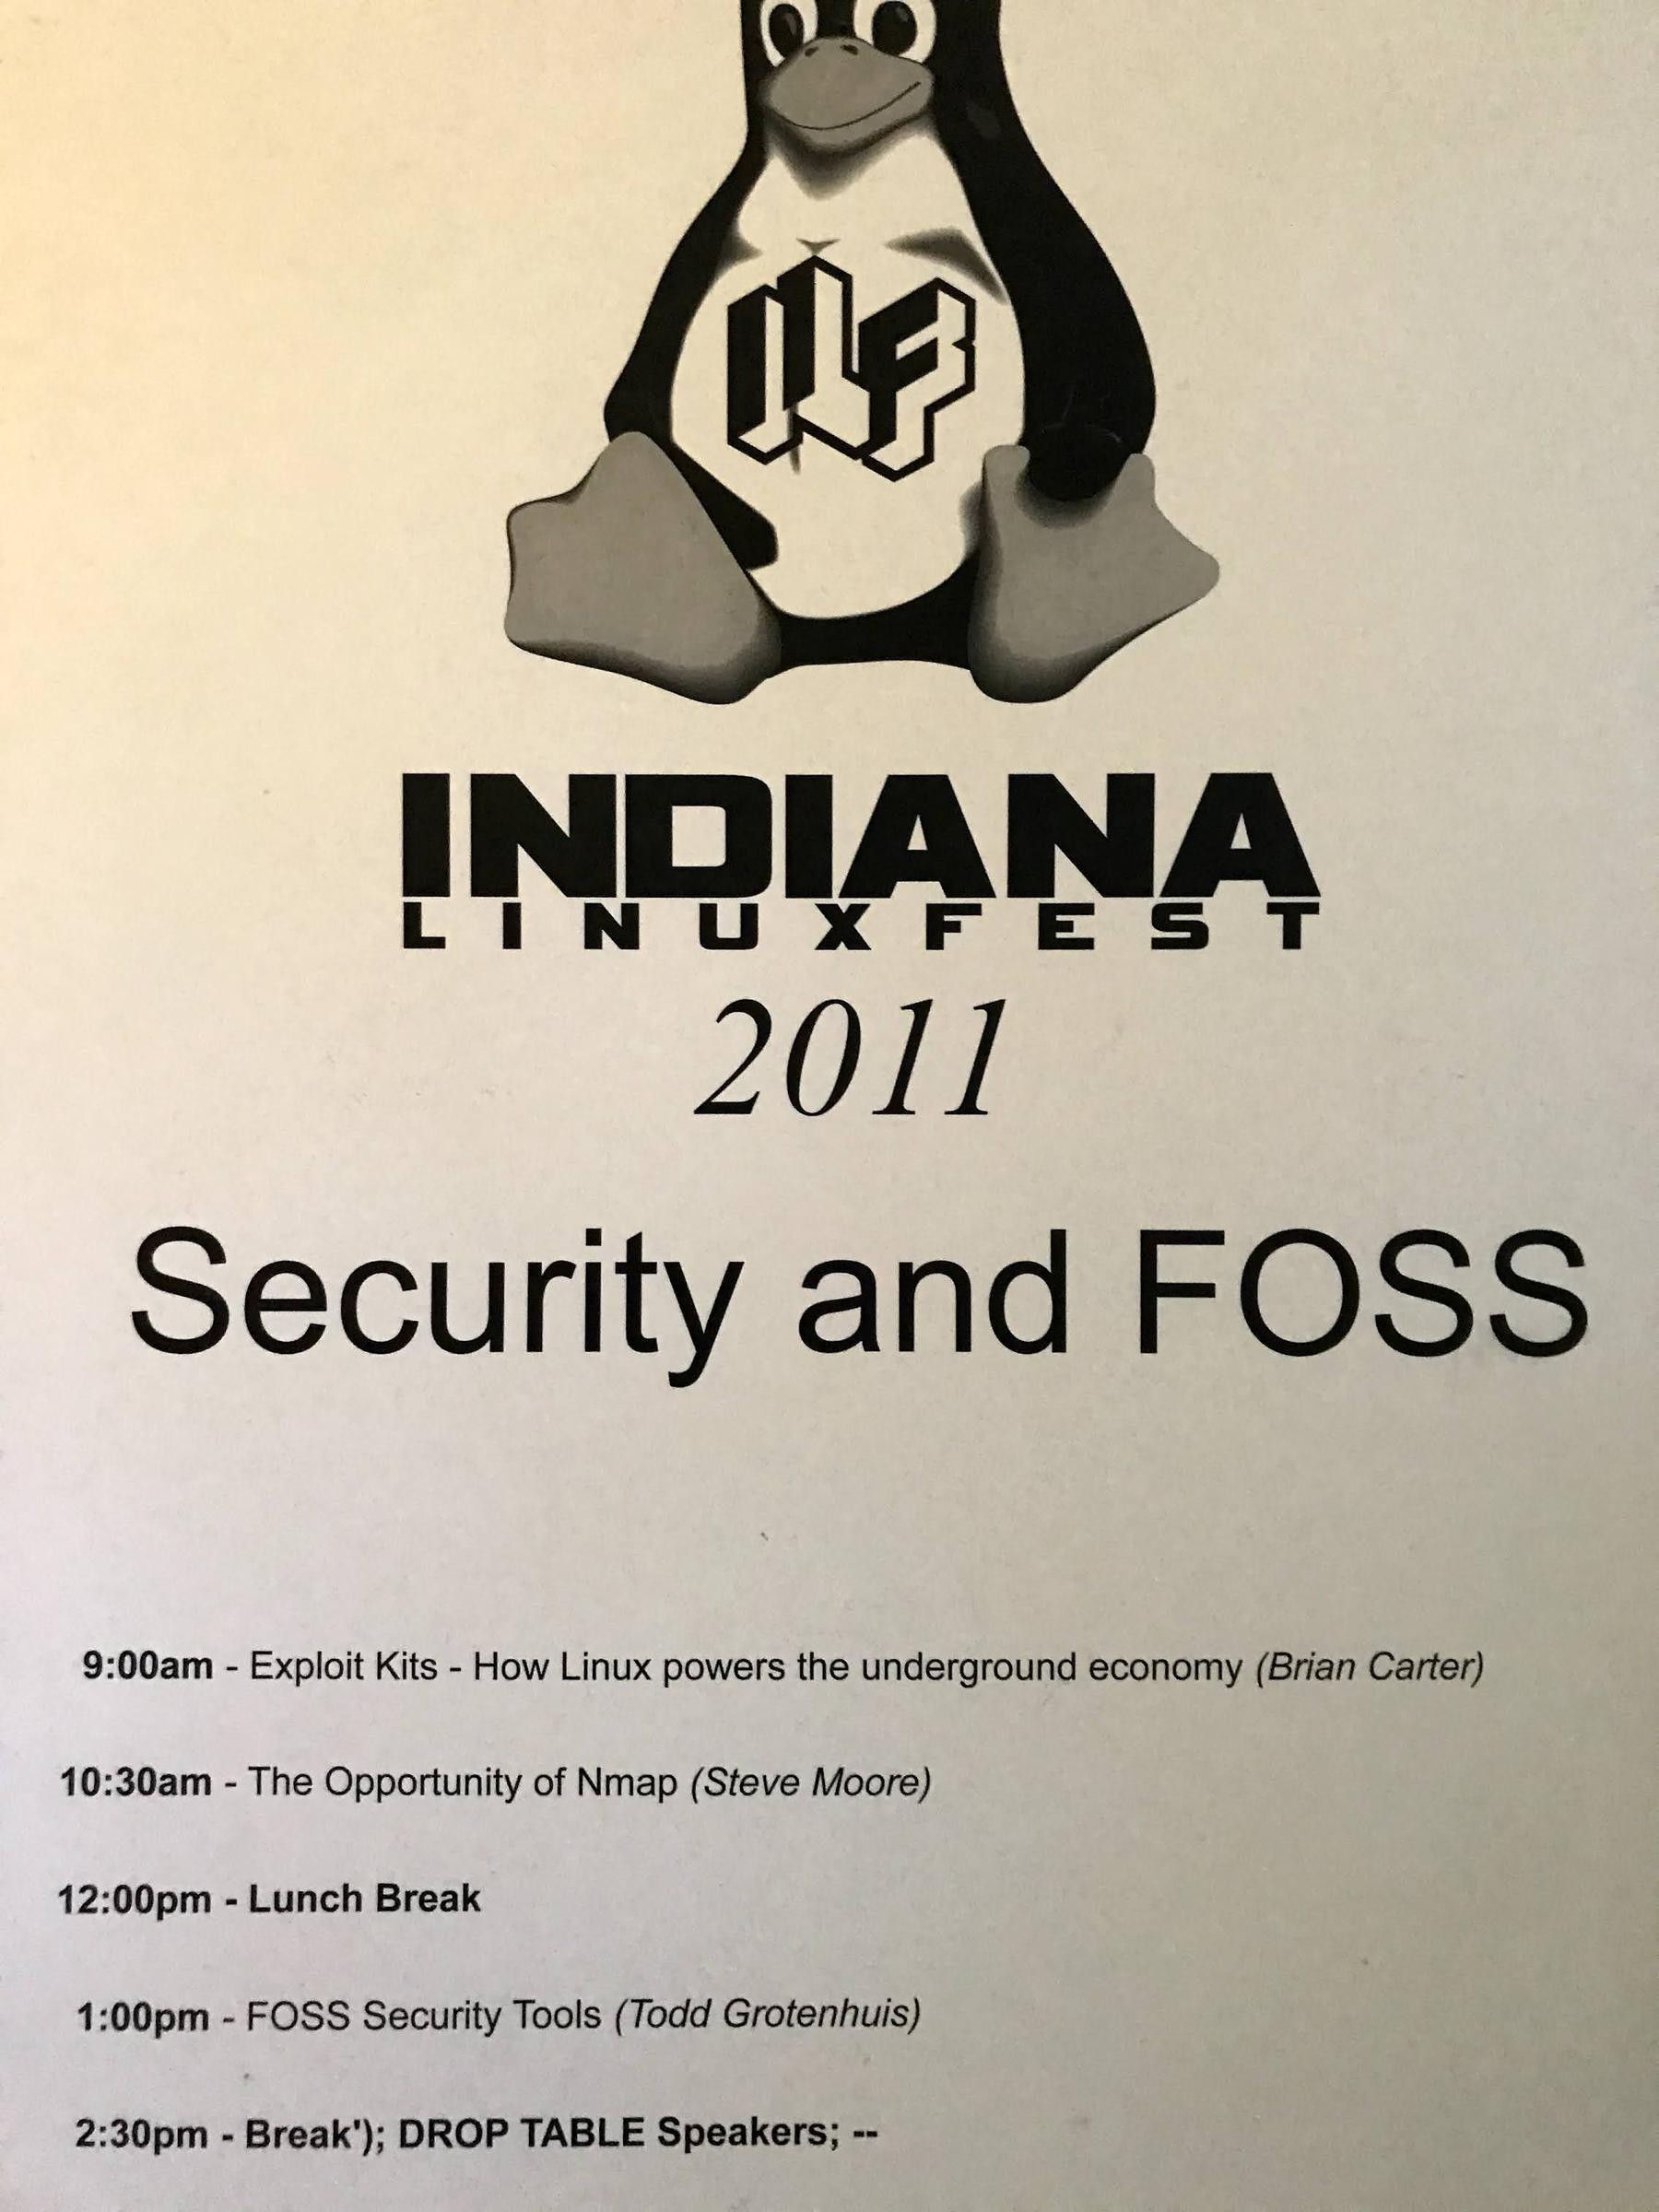 ILF
INDIANA
LINUXFEST
2011
Security and FOSS
9:00am - Exploit Kits - How Linux powers the underground economy (Brian Carter)
10:30am - The Opportunity of Nmap (Steve Moore)
12:00pm - Lunch Break
1:00pm - FOSS Security Tools (Todd Grotenhuis)
2:30pm - Break'); DROP TABLE Speakers; --